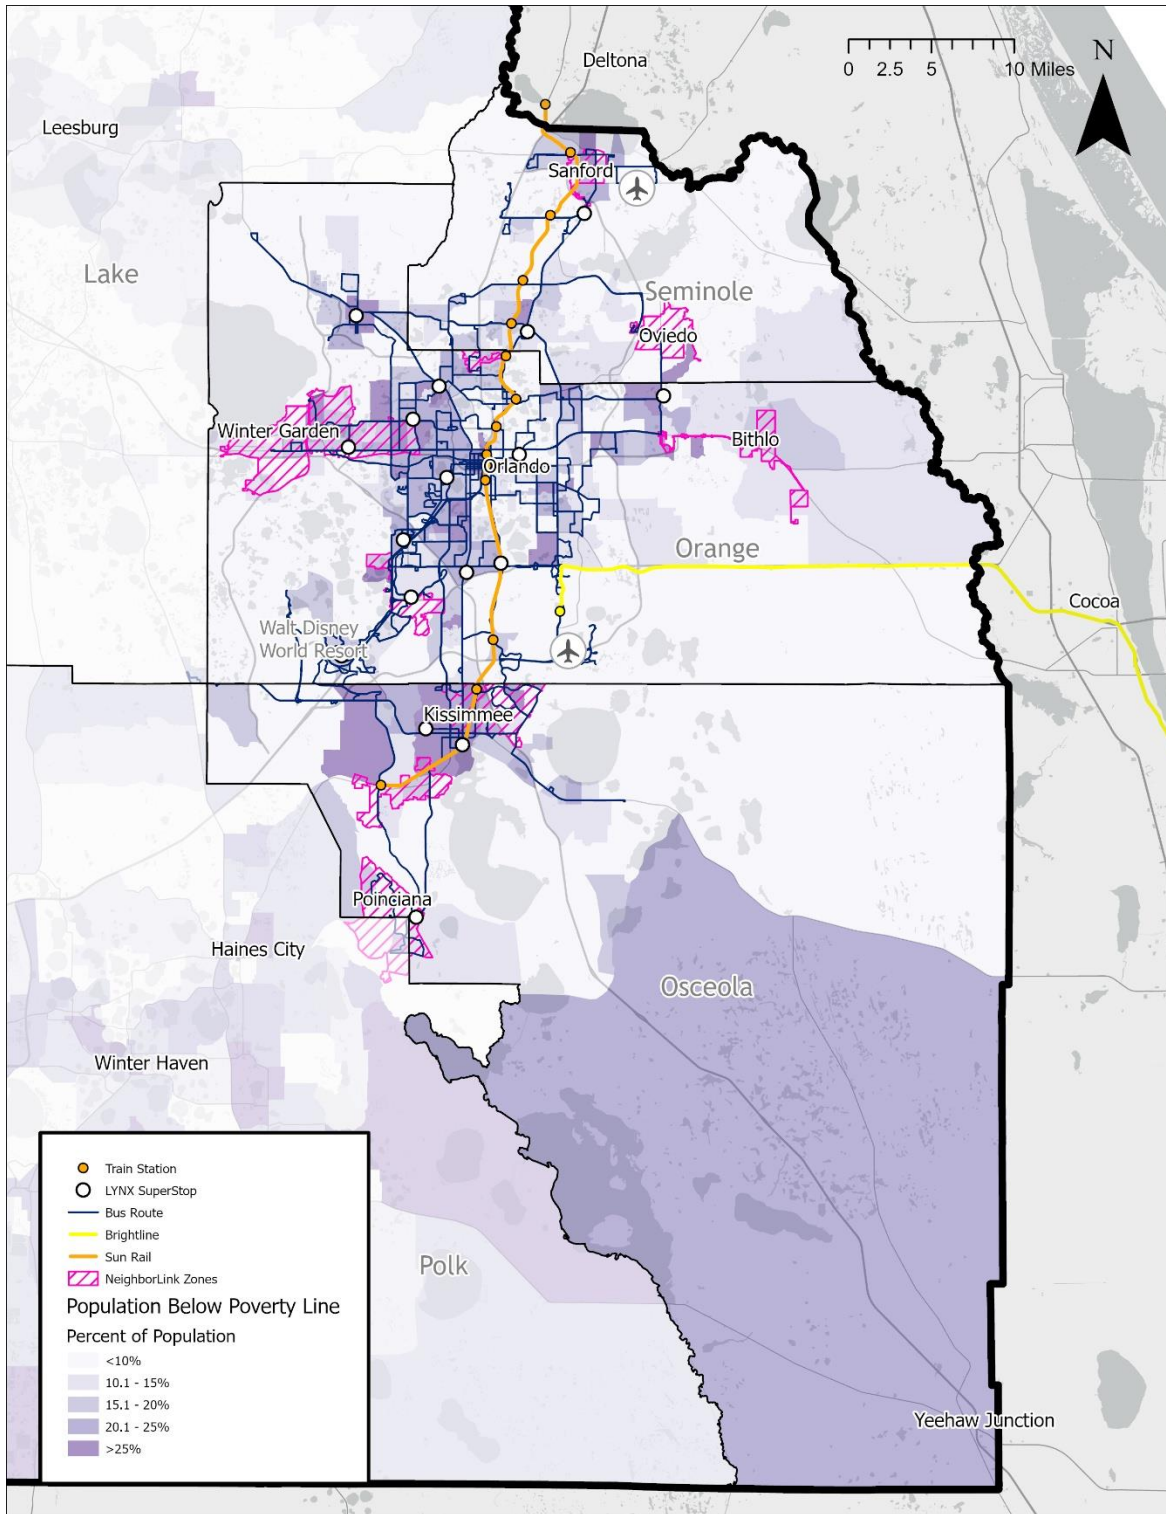 Deltona
N
0 2.5 5 10 Miles
Leesburg
Sanford
Lake
Seminole
Oviedo
Winter Garden
Bithlo
Orlando
Orange
Cocoa
Walt Disney
World Resort
Kissimmee
Poinciana
Haines City
Osceola
Winter Haven
Polk
Yeehaw Junction
Train Station
LYNX SuperStop
Bus Route
Brightline
Sun Rail
NeighborLink Zones
Population Below Poverty Line
Percent of Population
<10%
10.1 - 15%
15.1 - 20%
20.1 - 25%
>25%